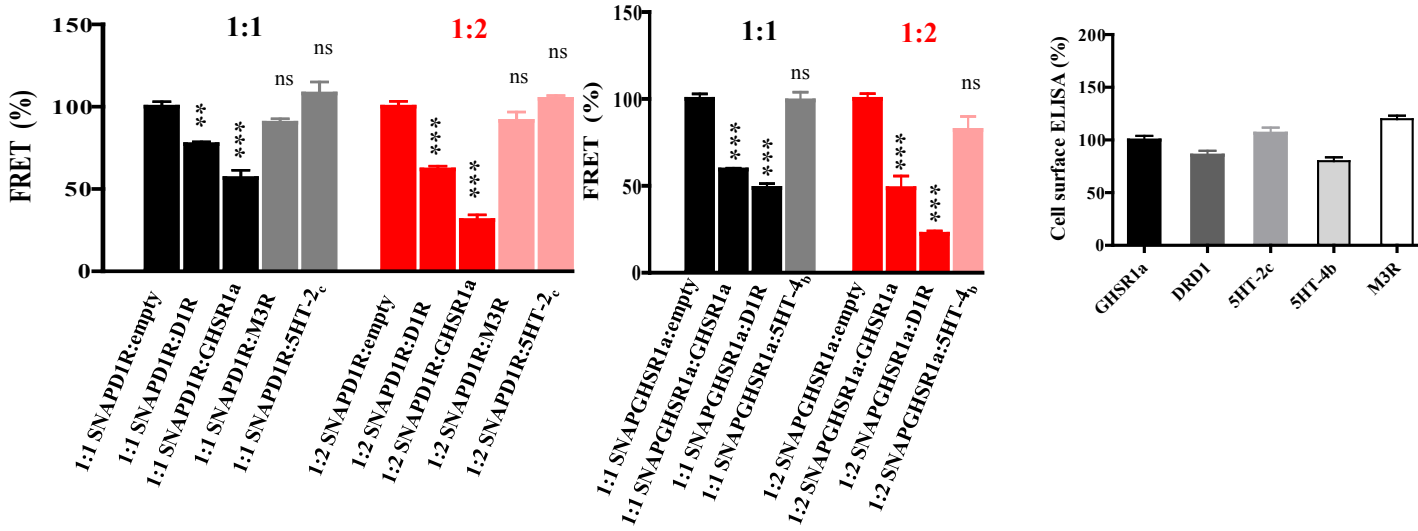 1:1
1:2
FRET (%)
150
100
50
0
**
***
ns
ns
***
***
ns
ns
1:1 SNAPD1R:empty
1:1 SNAPD1R:D1R
1:1 SNAPD1R:GHSR1a
1:1 SNAPD1R:M3R
1:1 SNAPD1R:5HT-2c
1:2 SNAPD1R:empty
1:2 SNAPD1R:D1R
1:2 SNAPD1R:GHSR1a
1:2 SNAPD1R:M3R
1:2 SNAPD1R:5HT-2c
1:1
1:2
FRET (%)
150
100
50
0
***
***
ns
***
***
1:1 SNAPGHSR1a:empty
1:1 SNAPGHSR1a:GHSR1a
1:1 SNAPGHSR1a:D1R
1:1 SNAPGHSR1a:5HT-4b
1:2 SNAPGHSR1a:empty
1:2 SNAPGHSR1a:GHSR1a
1:2 SNAPGHSR1a:D1R
1:2 SNAPGHSR1a:5HT-4b
Cell surface ELISA (%)
200
150
100
50
0
GHSR1a
DRD1
5HT-2c
5HT-4b
M3R